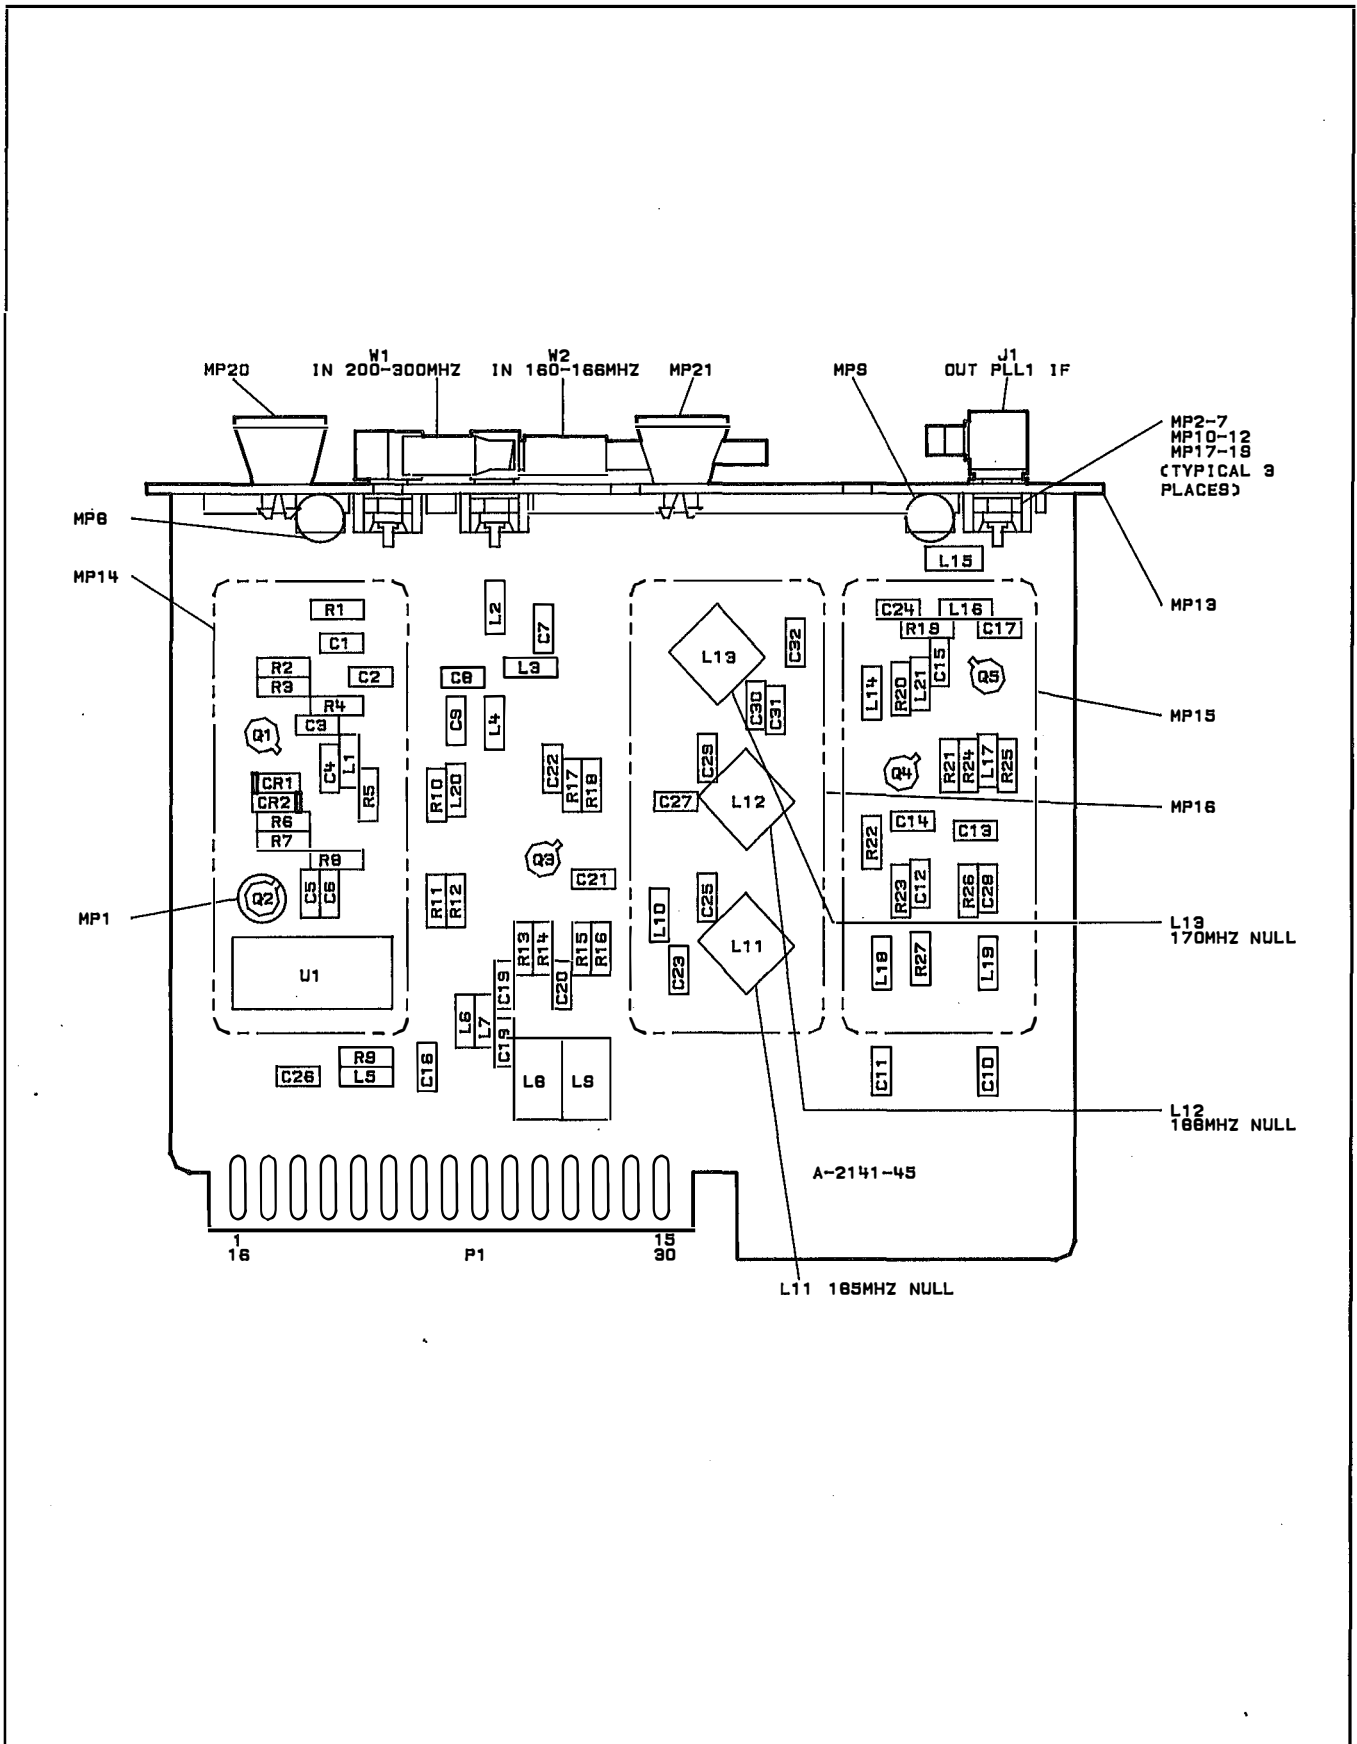 W1
W2
J1
MP20
IN 200-300MHZ
IN 160-166MHZ
MP21
MP9
OUT PLL1 IF
MP2-7
MP10-12
MP17-19
(TYPICAL 3
PLACES)
MP8
L15
MP14
MP13
R1
L2
C7
C32
C24
L16
R19
C17
C1
L13
C15
R2
C2
C8
L3
Q5
R3
L14
R20
L21
R4
C9
L4
C30
C31
MP15
C3
Q1
C4
L1
C22
C29
R21
R24
L17
R25
CR1
R5
R10
L20
R17
R18
Q4
CR2
C27
L12
MP16
R6
C14
C13
R7
R22
R8
Q3
C21
MP1
Q2
C5
C6
R11
R12
L10
C25
R23
C12
R26
C28
L13
170MHZ NULL
R13
R14
R15
R16
L11
U1
C19
C20
C23
L18
R27
L19
L6
L7
R9
C19
C26
L5
C16
L8
L9
C11
C10
L12
166MHZ NULL
A-2141-45
1
15
16
P1
30
L11 165MHZ NULL